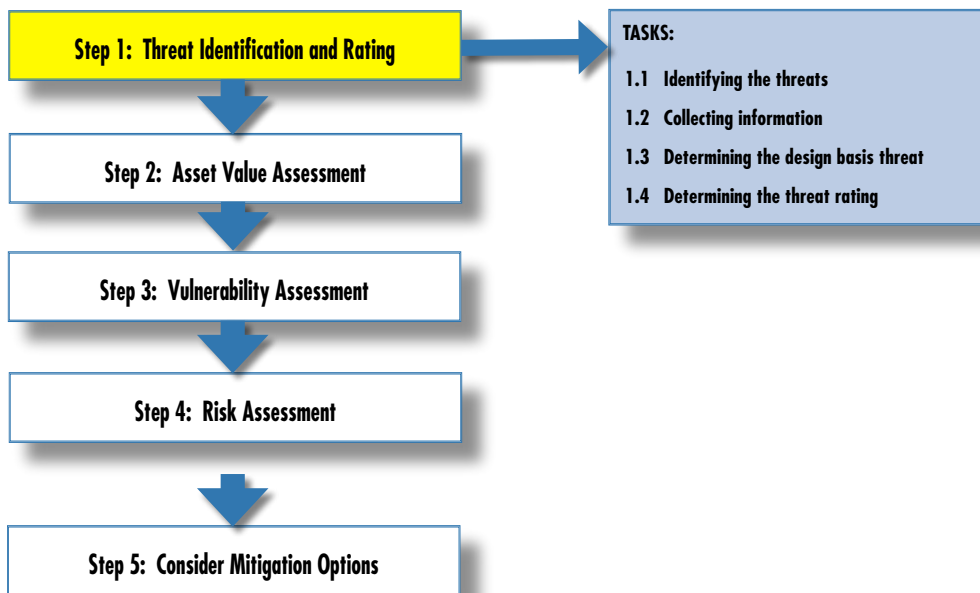 Step 1: Threat Identification and Rating
TASKS:
1.1 Identifying the threats
1.2 Collecting information
1.3 Determining the design basis threat
1.4 Determining the threat rating
Step 2: Asset Value Assessment
Step 3: Vulnerability Assessment
Step 4: Risk Assessment
Step 5: Consider Mitigation Options